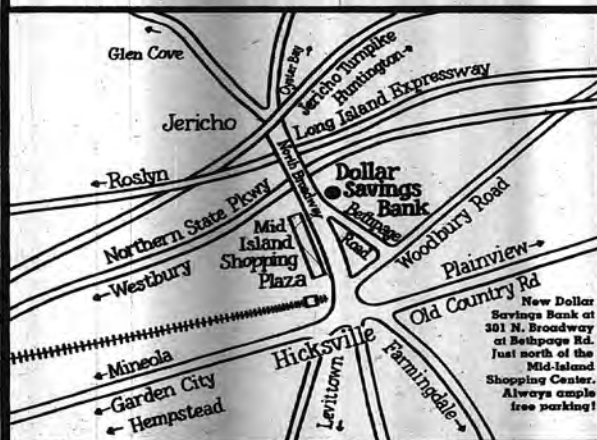 Glen Cove
Oyster Bay
Jericho Turnpike
Huntington
Jericho
Long Island Expressway
North Broadway
Roslyn
Dollar
Savings
Bank
Northern State Pkwy
Bethpage
Road
Woodbury Road
Mid
Island
Shopping
Plaza
Westbury
Plainview
Old Country Rd
New Dollar
Savings Bank at
301 N. Broadway
at Bethpage Rd.
Just north of the
Mid-Island
Shopping Center.
Always ample
free parking!
Mineola
Hicksville
Garden City
Hempstead
Levittown
Farmingdale